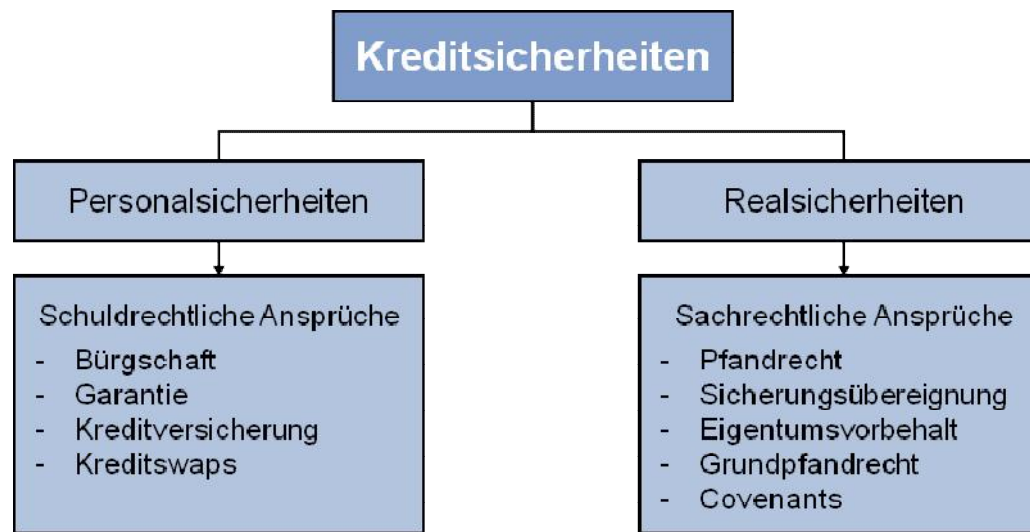 Kreditsicherheiten
Personalsicherheiten
Schuldrechtliche Ansprüche
- Bürgschaft
- Garantie
- Kreditversicherung
- Kreditswaps
Realsicherheiten
Sachrechtliche Ansprüche
- Pfandrecht
- Sicherungsübereignung
- Eigentumsvorbehalt
- Grundpfandrecht
- Covenants